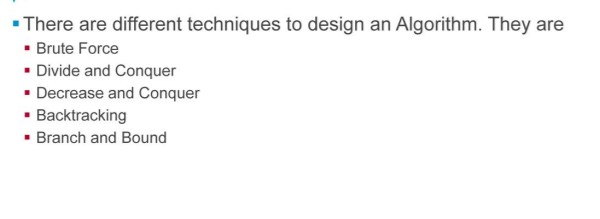 There are different techniques to design an Algorithm. They are
Brute Force
Divide and Conquer
Decrease and Conquer
Backtracking
Branch and Bound